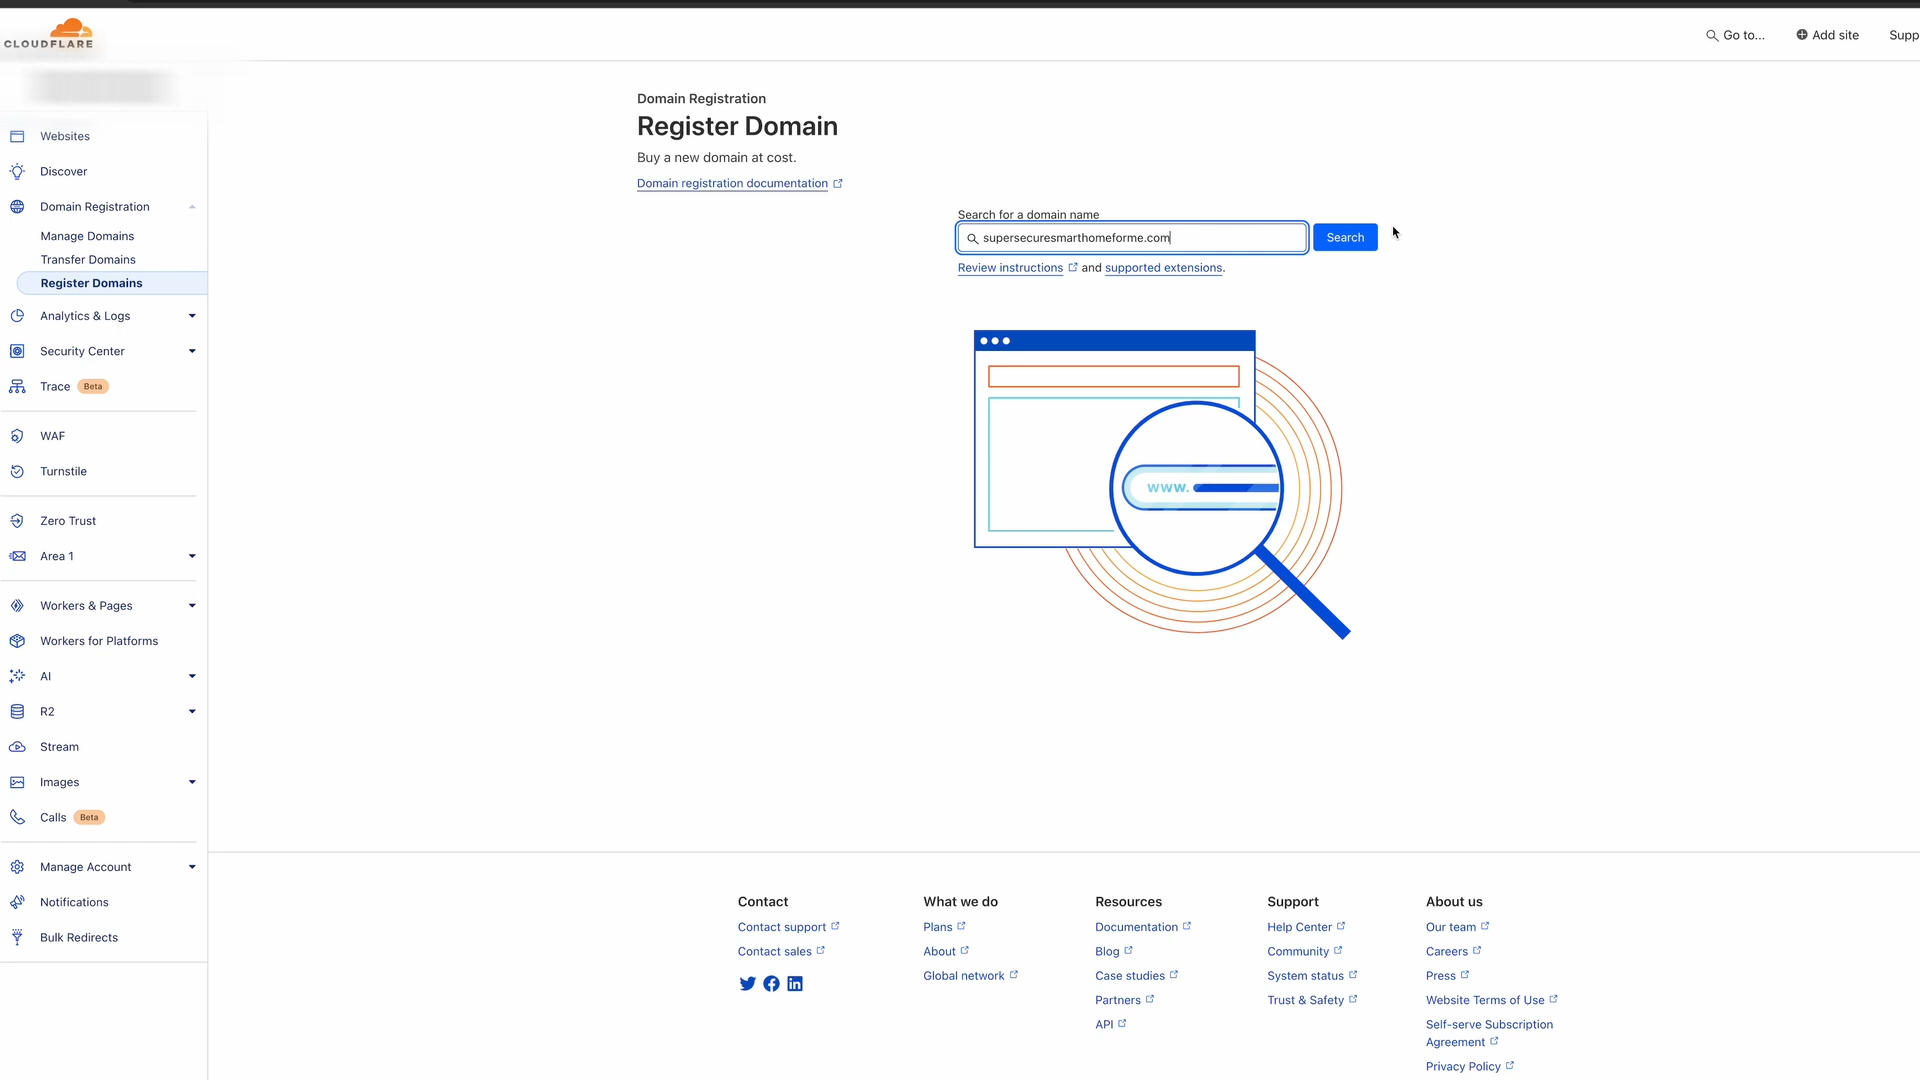 CLOUDFLARE
Go to...
Add site
Supp
Websites
Discover
Domain Registration
Manage Domains
Transfer Domains
Register Domains
Analytics & Logs
Security Center
Trace Beta
WAF
Turnstile
Zero Trust
Area 1
Workers & Pages
Workers for Platforms
AI
R2
Stream
Images
Calls Beta
Manage Account
Notifications
Bulk Redirects
Domain Registration
Register Domain
Buy a new domain at cost.
Domain registration documentation
Search for a domain name
supersecuresmarthomeforme.com
Search
Review instructions and supported extensions.
www.
Contact
Contact support
Contact sales
What we do
Plans
About
Global network
Resources
Documentation
Blog
Case studies
Partners
API
Support
Help Center
Community
System status
Trust & Safety
About us
Our team
Careers
Press
Website Terms of Use
Self-serve Subscription
Agreement
Privacy Policy